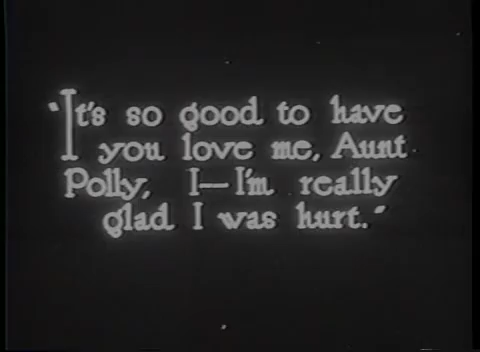 "It's so good to have
you love me, Aunt
Polly, I—I'm really
glad I was hurt."